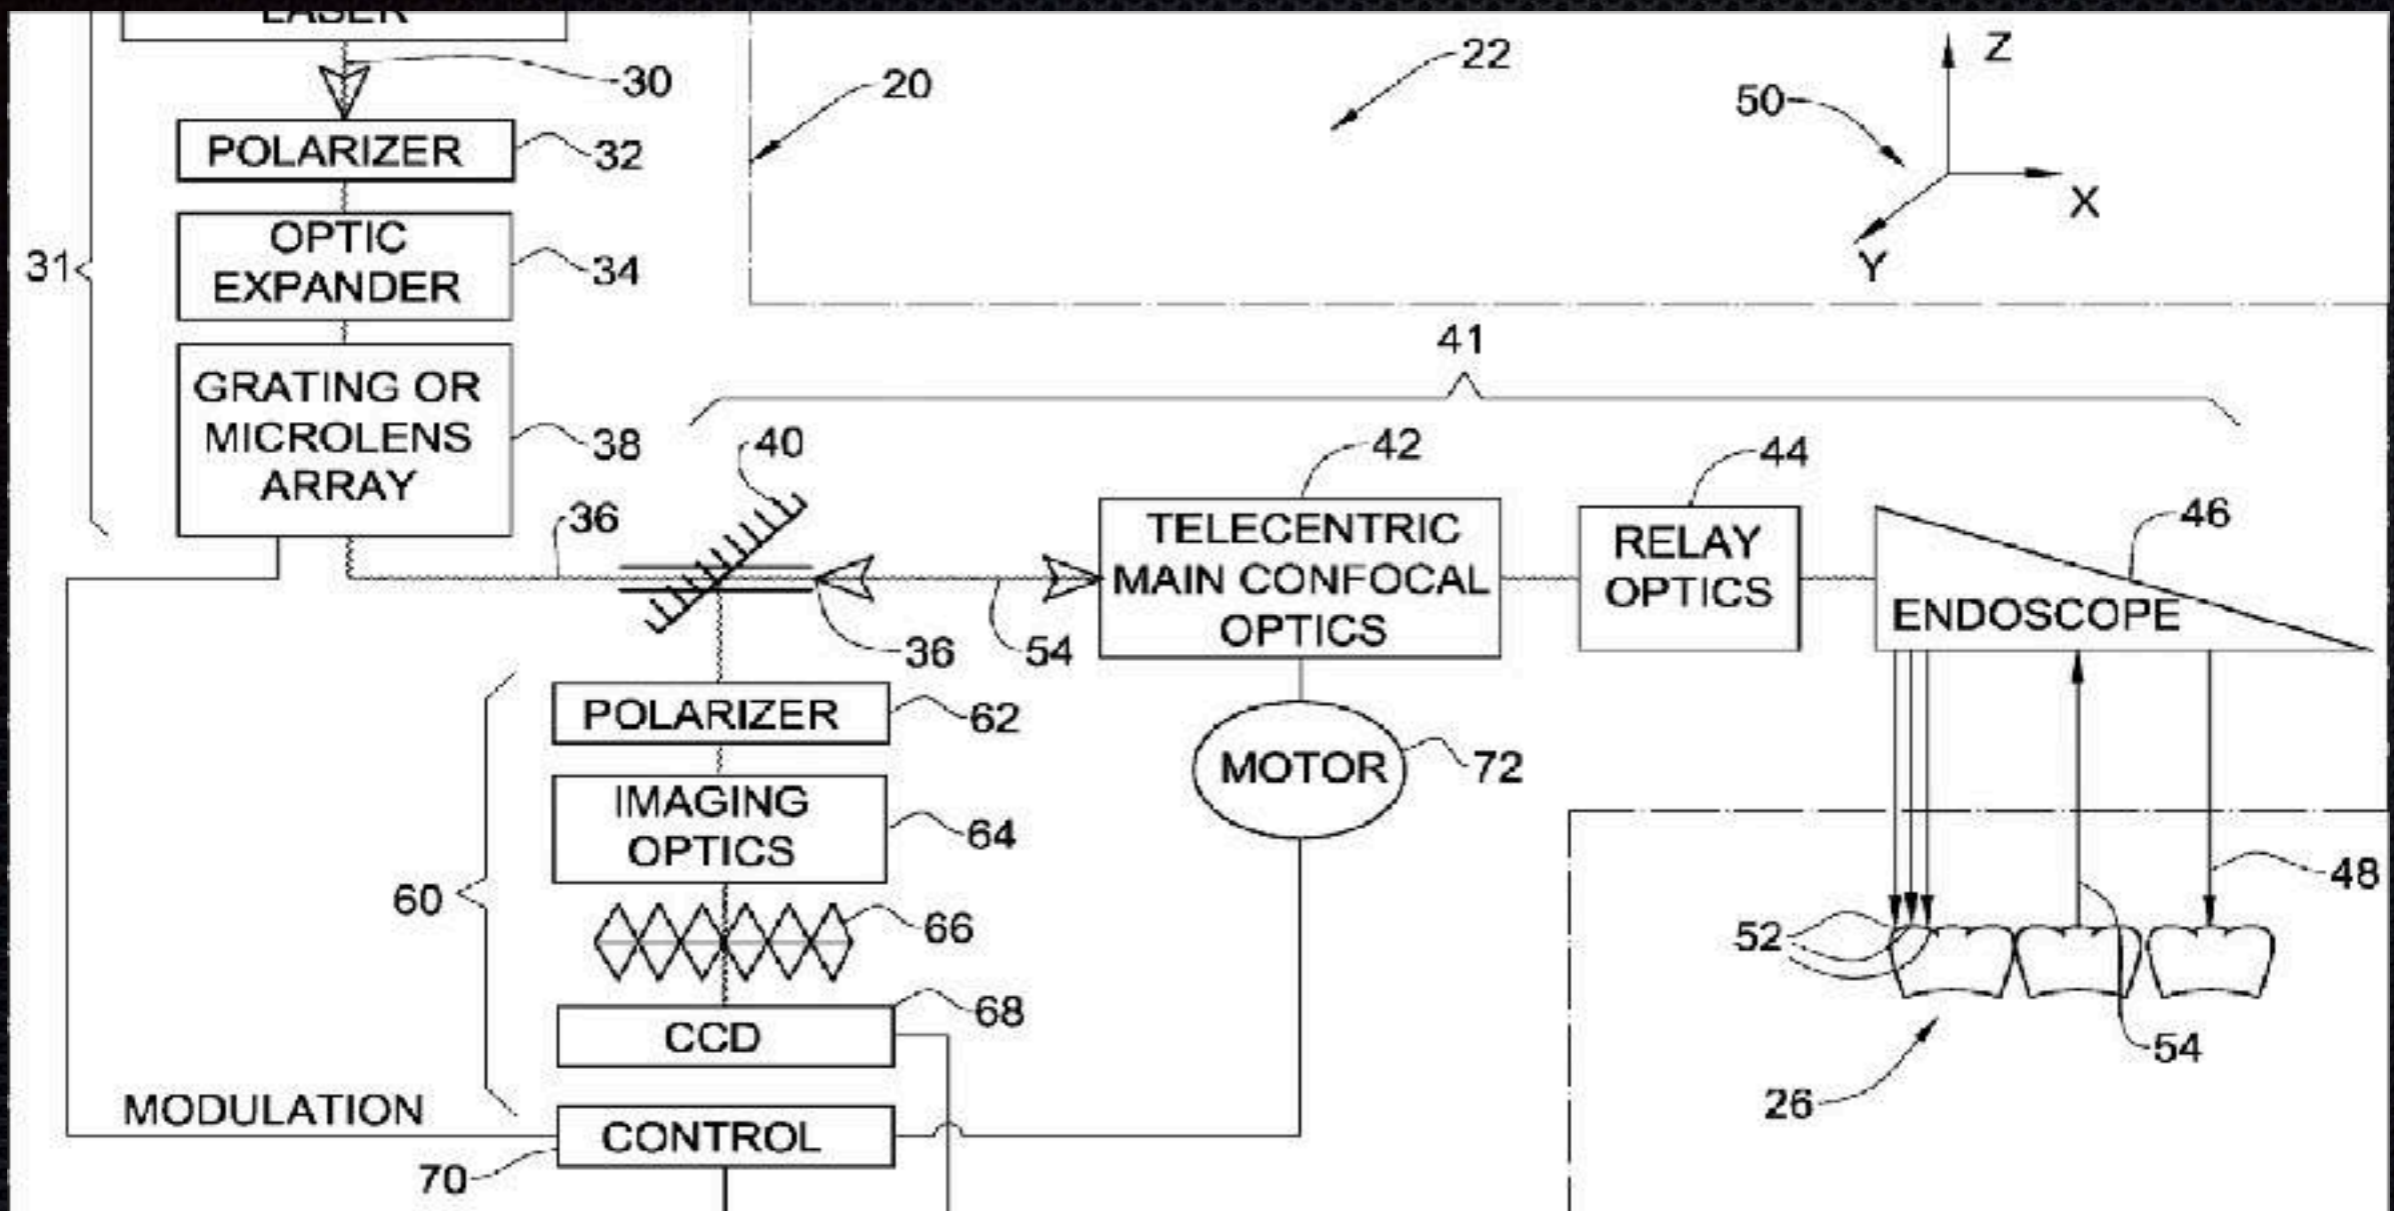 LASER
30
20
22
Z
50
X
Y
POLARIZER
32
OPTIC
EXPANDER
34
31
GRATING OR
MICROLENS
ARRAY
38
41
40
42
44
46
36
TELECENTRIC
MAIN CONFOCAL
OPTICS
RELAY
OPTICS
ENDOSCOPE
36
54
POLARIZER
62
MOTOR
72
IMAGING
OPTICS
64
60
66
48
52
54
26
CCD
68
MODULATION
CONTROL
70